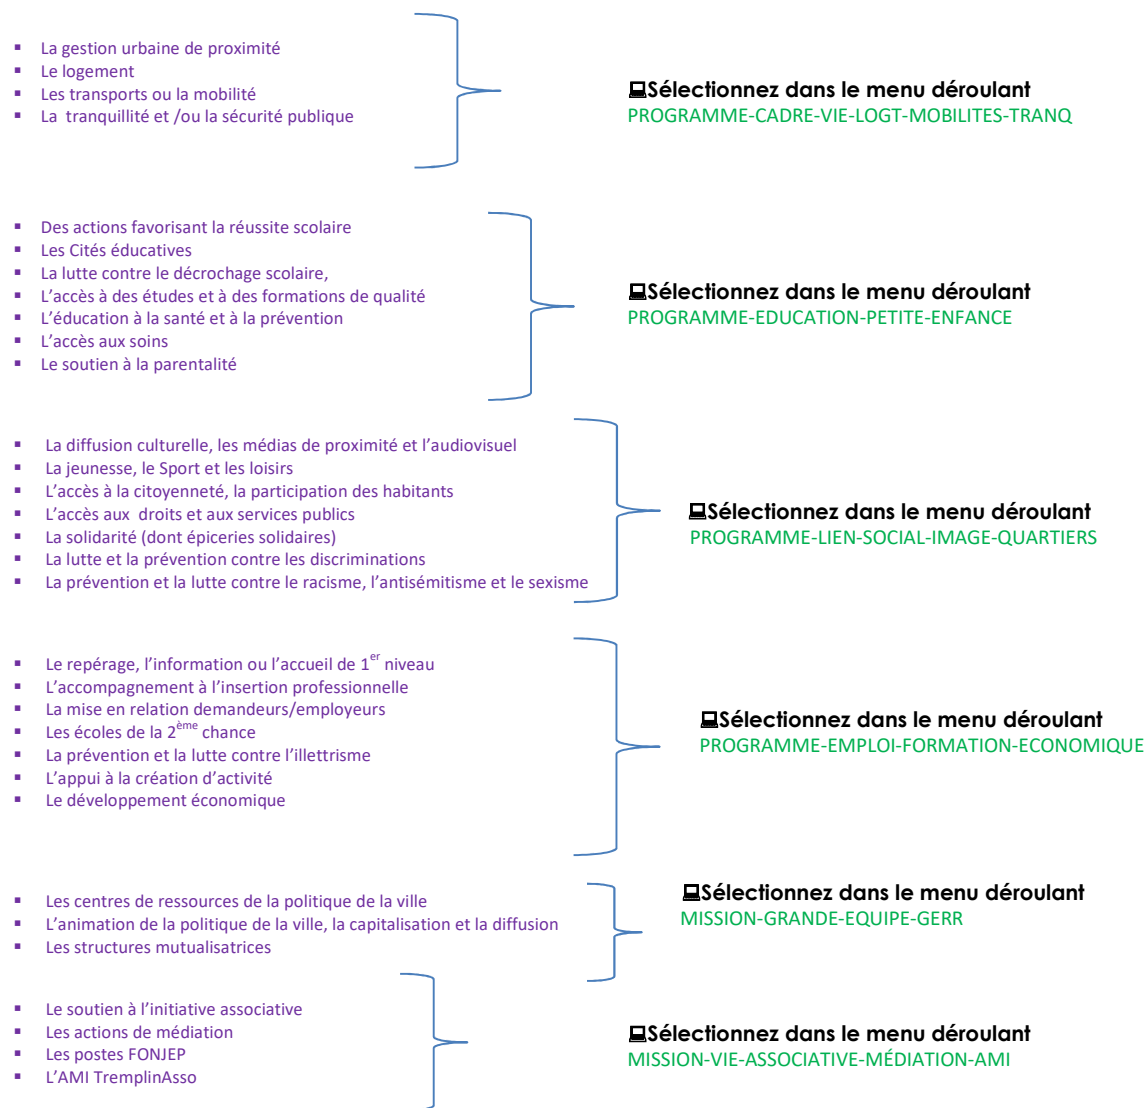 ▪ La gestion urbaine de proximité
▪ Le logement
▪ Les transports ou la mobilité
▪ La  tranquillité et /ou la sécurité publique
💻Sélectionnez dans le menu déroulant
PROGRAMME-CADRE-VIE-LOGT-MOBILITES-TRANQ
▪ Des actions favorisant la réussite scolaire
▪ Les Cités éducatives
▪ La lutte contre le décrochage scolaire,
▪ L’accès à des études et à des formations de qualité
▪ L’éducation à la santé et à la prévention
▪ L’accès aux soins
▪ Le soutien à la parentalité
💻Sélectionnez dans le menu déroulant
PROGRAMME-EDUCATION-PETITE-ENFANCE
▪ La diffusion culturelle, les médias de proximité et l’audiovisuel
▪ La jeunesse, le Sport et les loisirs
▪ L’accès à la citoyenneté, la participation des habitants
▪ L’accès aux  droits et aux services publics
▪ La solidarité (dont épiceries solidaires)
▪ La lutte et la prévention contre les discriminations
▪ La prévention et la lutte contre le racisme, l’antisémitisme et le sexisme
💻Sélectionnez dans le menu déroulant
PROGRAMME-LIEN-SOCIAL-IMAGE-QUARTIERS
▪ Le repérage, l’information ou l’accueil de 1er niveau
▪ L’accompagnement à l’insertion professionnelle
▪ La mise en relation demandeurs/employeurs
▪ Les écoles de la 2ème chance
▪ La prévention et la lutte contre l’illettrisme
▪ L’appui à la création d’activité
▪ Le développement économique
💻Sélectionnez dans le menu déroulant
PROGRAMME-EMPLOI-FORMATION-ECONOMIQUE
▪ Les centres de ressources de la politique de la ville
▪ L’animation de la politique de la ville, la capitalisation et la diffusion
▪ Les structures mutualisatrices
💻Sélectionnez dans le menu déroulant
MISSION-GRANDE-EQUIPE-GERR
▪ Le soutien à l’initiative associative
▪ Les actions de médiation
▪ Les postes FONJEP
▪ L’AMI TremplinAsso
💻Sélectionnez dans le menu déroulant
MISSION-VIE-ASSOCIATIVE-MÉDIATION-AMI